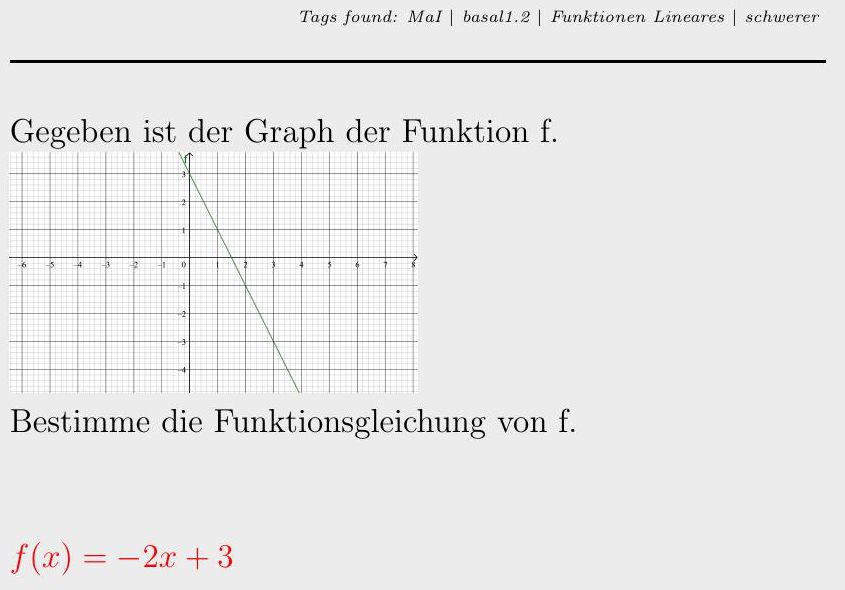 Tags found: MaI | basal1.2 | Funktionen Lineares | schwerer
Gegeben ist der Graph der Funktion f.
f
3
2
1
-6 -5 -4 -3 -2 -1 0 1 2 3 4 5 6 7 8
-1
-2
-3
-4
Bestimme die Funktionsgleichung von f.
f(x) = −2x + 3